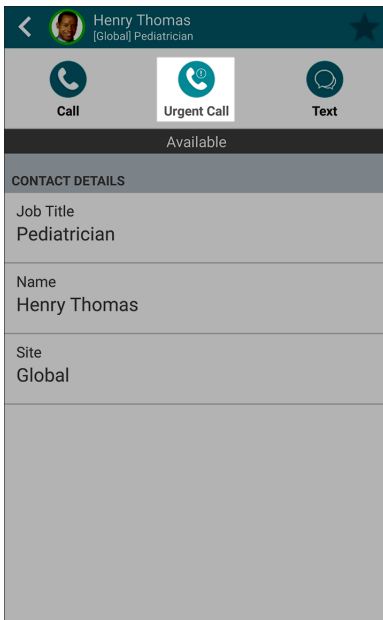 Henry Thomas
[Global] Pediatrician
Call
Urgent Call
Text
Available
CONTACT DETAILS
Job Title
Pediatrician
Name
Henry Thomas
Site
Global